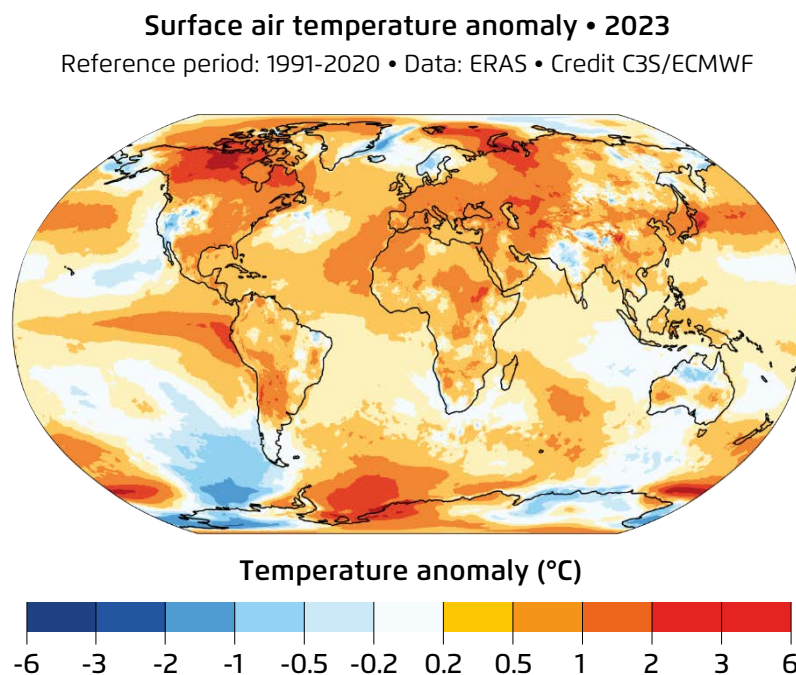 Surface air temperature anomaly • 2023
Reference period: 1991-2020 • Data: ERAS • Credit C3S/ECMWF
Temperature anomaly (°C)
-6 -3 -2 -1 -0.5 -0.2 0.2 0.5 1 2 3 6